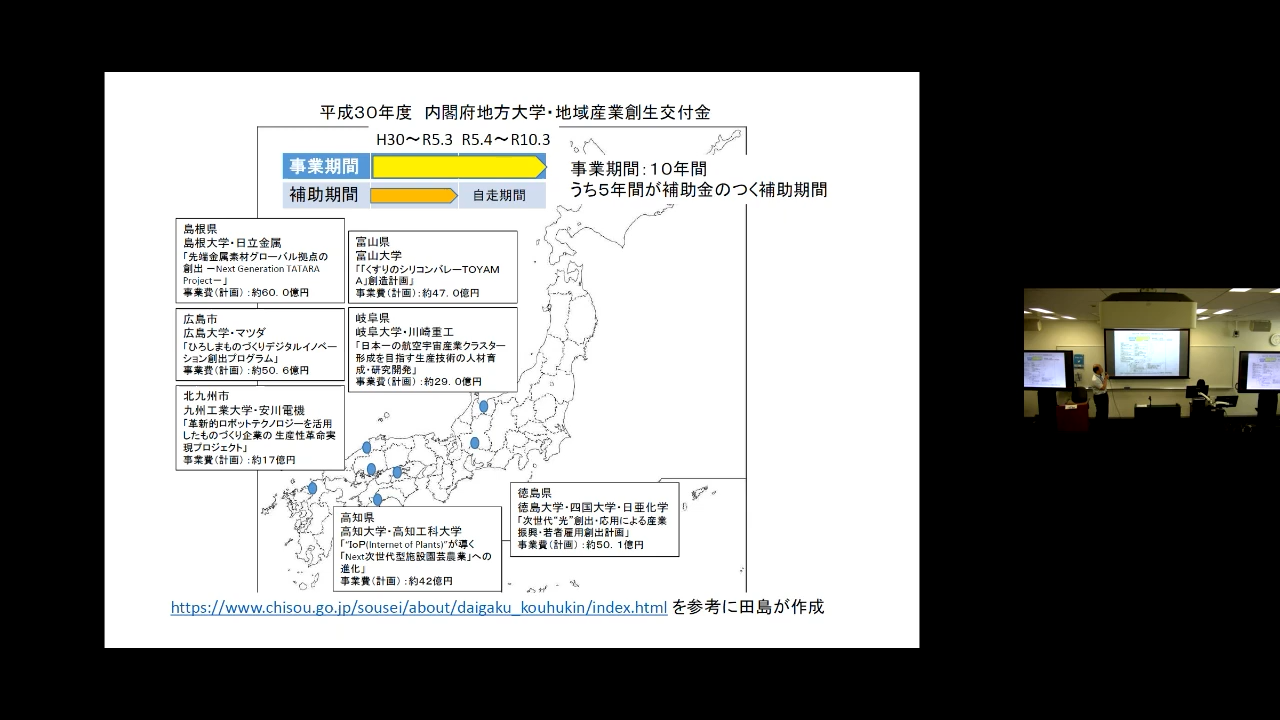 平成３０年度　内閣府地方大学・地域産業創生交付金
H30～R5.3 R5.4～R10.3
事業期間
補助期間 自走期間
事業期間：１０年間
うち５年間が補助金のつく補助期間
島根県
島根大学・日立金属
「先端金属素材グローバル拠点の
創出 －Next Generation TATARA
Project－」
事業費（計画）：約６０．０億円
富山県
富山大学
「「くすりのシリコンバレーTOYAM
A」創造計画」
事業費（計画）：約４７．０億円
広島市
広島大学・マツダ
「ひろしまものづくりデジタルイノベー
ション創出プログラム」
事業費（計画）：約５０．６億円
岐阜県
岐阜大学・川崎重工
「日本一の航空宇宙産業クラスター
形成を目指す生産技術の人材育
成・研究開発」
事業費（計画）：約２９．０億円
北九州市
九州工業大学・安川電機
「革新的ロボットテクノロジーを活用
したものづくり企業の 生産性革命実
現プロジェクト」
事業費（計画）：約１７億円
徳島県
徳島大学・四国大学・日亜化学
「次世代“光”創出・応用による産業
振興・若者雇用創出計画」
事業費（計画）：約５０．１億円
高知県
高知大学・高知工科大学
「“IoP（Internet of Plants）”が導く
「Next次世代型施設園芸農業」への
進化」
事業費（計画）：約４２億円
https://www.chisou.go.jp/sousei/about/daigaku_kouhukin/index.html を参考に田島が作成